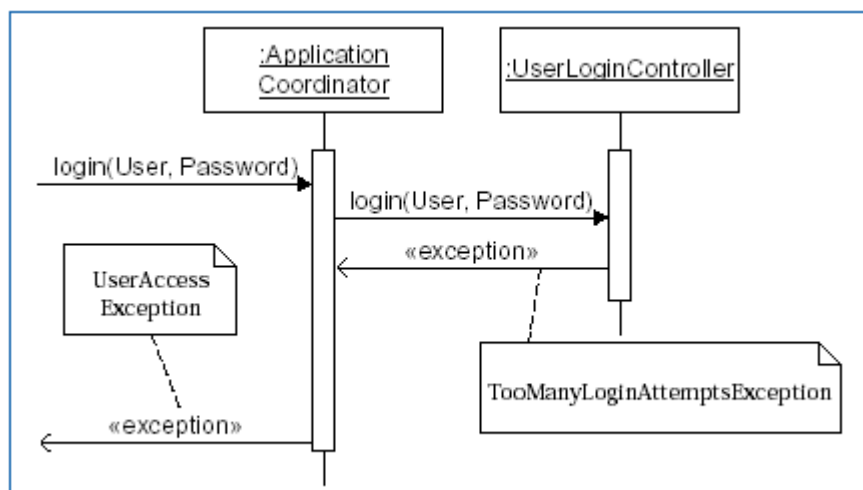 :Application
Coordinator
:UserLoginController
login(User, Password)
login(User, Password)
«exception»
UserAccess
Exception
TooManyLoginAttemptsException
«exception»